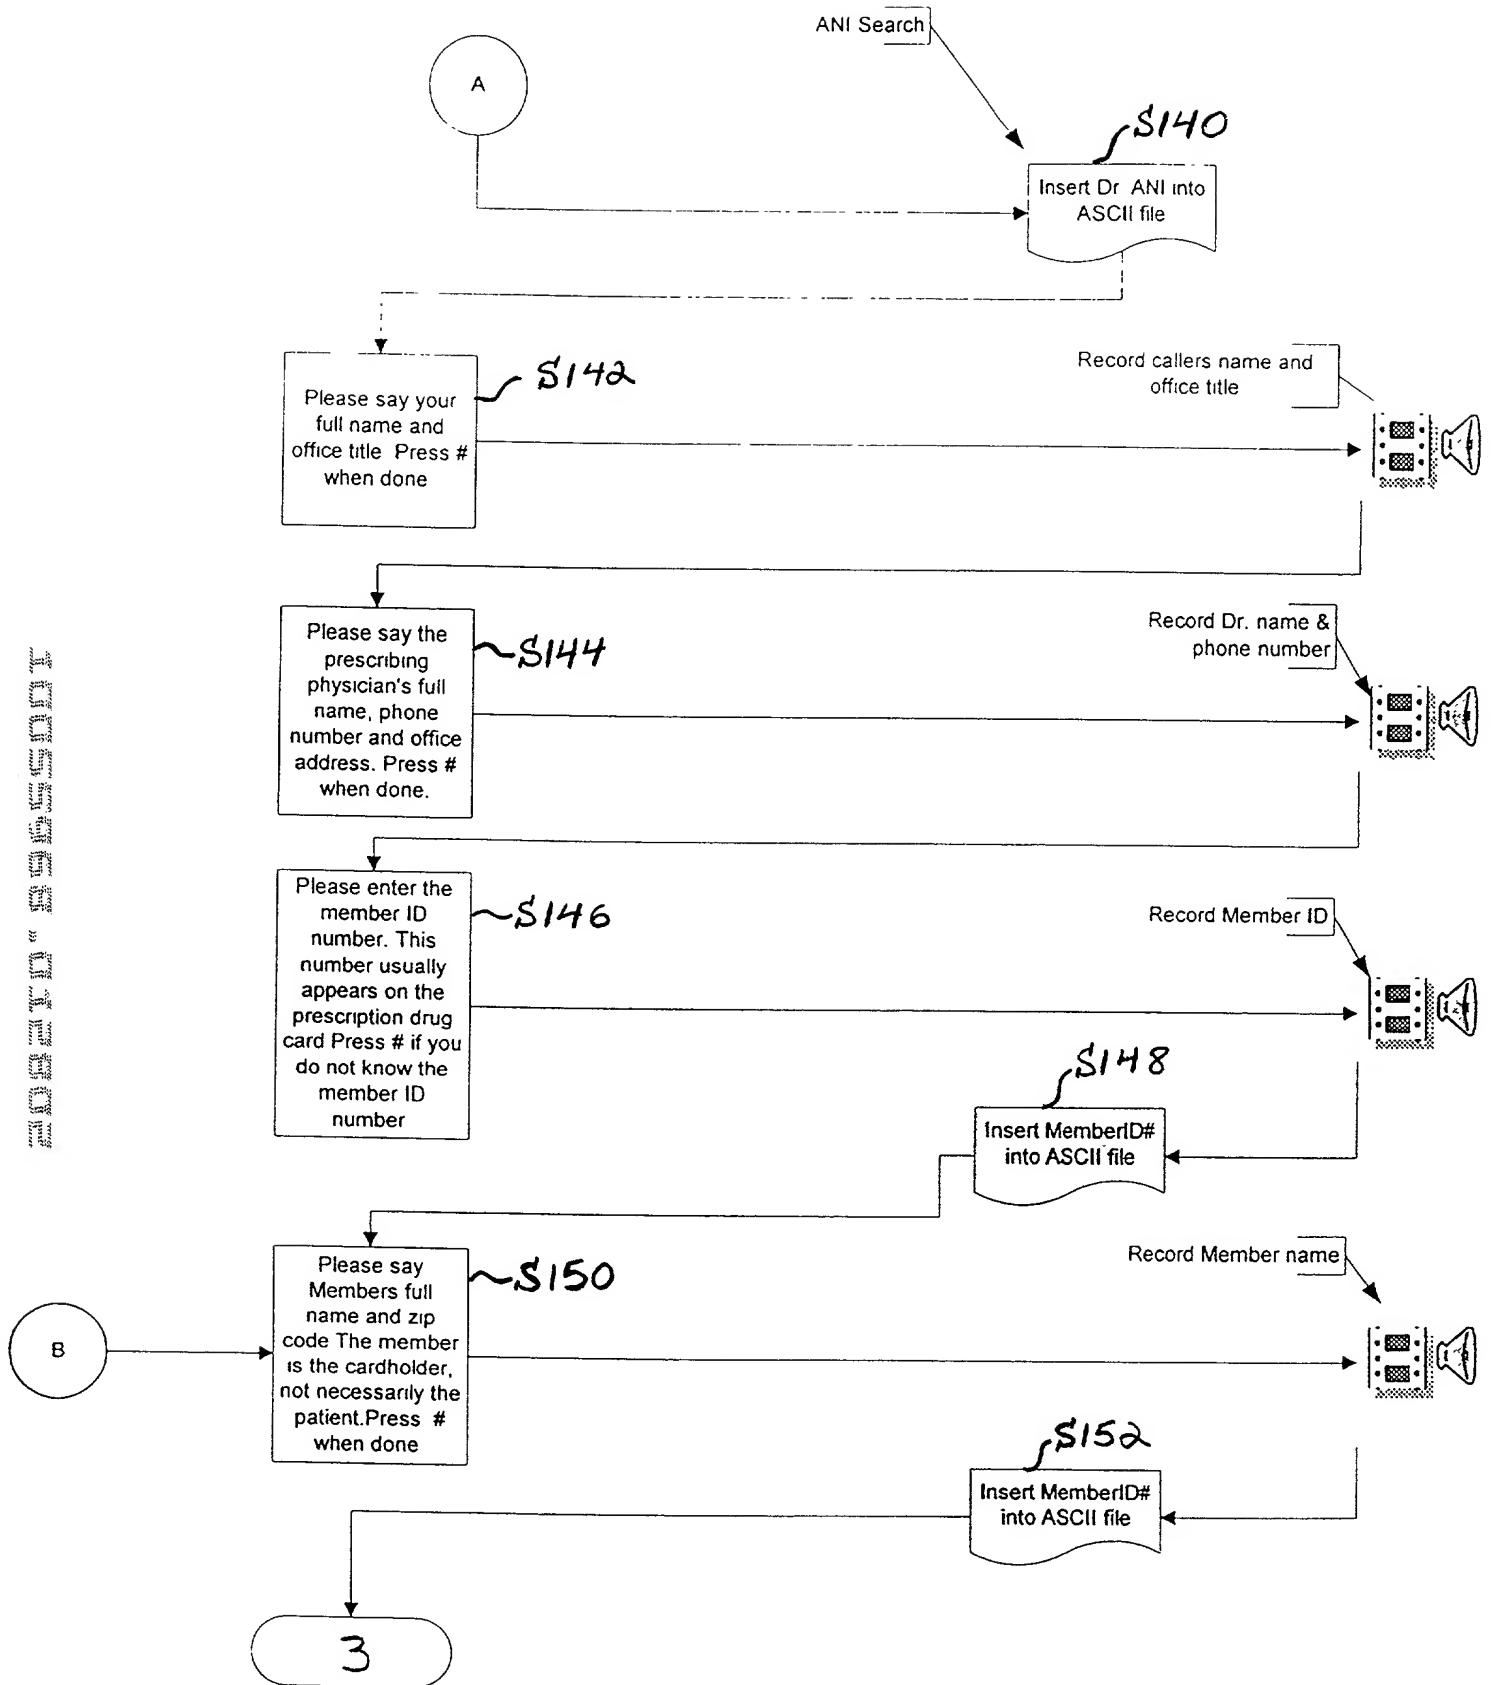 ANI Search
A
S140
Insert Dr ANI into
ASCII file
S142
Please say your
full name and
office title Press #
when done
Record callers name and
office title
Please say the
prescribing
physician's full
name, phone
number and office
address. Press #
when done.
S144
Record Dr. name &
phone number
Please enter the
member ID
number. This
number usually
appears on the
prescription drug
card Press # if you
do not know the
member ID
number
S146
Record Member ID
S148
Insert MemberID#
into ASCII file
Please say
Members full
name and zip
code The member
is the cardholder,
not necessarily the
patient.Press #
when done
S150
Record Member name
B
S152
Insert MemberID#
into ASCII file
3